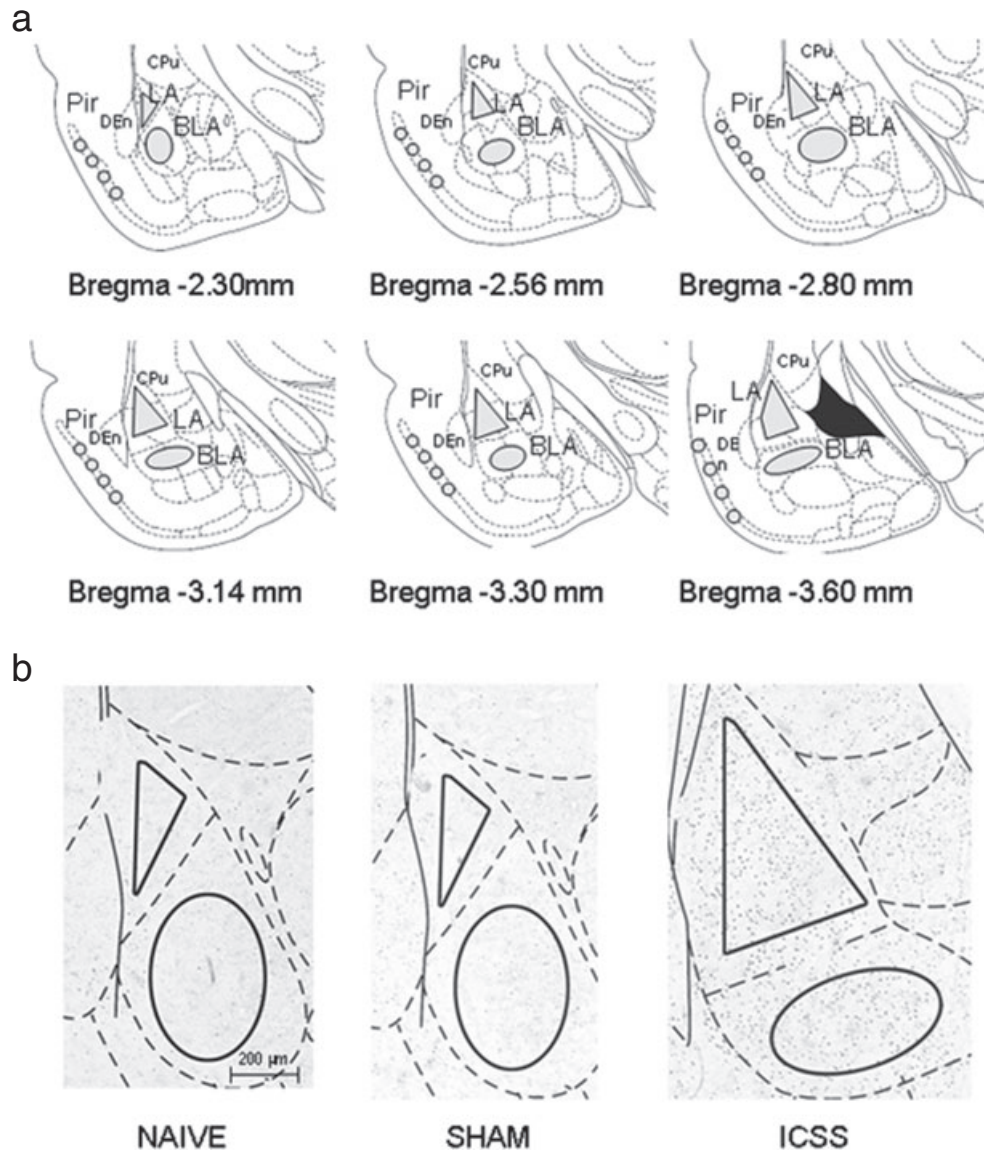 a
CPu
LA
Pir
DEn
BLA
CPu
Pir
LA
DEn
BLA
CPu
Pir
LA
DEn
BLA
Bregma -2.30mm
Bregma -2.56 mm
Bregma -2.80 mm
CPu
Pir
LA
DEn
BLA
CPu
Pir
LA
DEn
BLA
CPu
LA
Pir
DE
n
BLA
Bregma -3.14 mm
Bregma -3.30 mm
Bregma -3.60 mm
b
200 µm
NAIVE
SHAM
ICSS